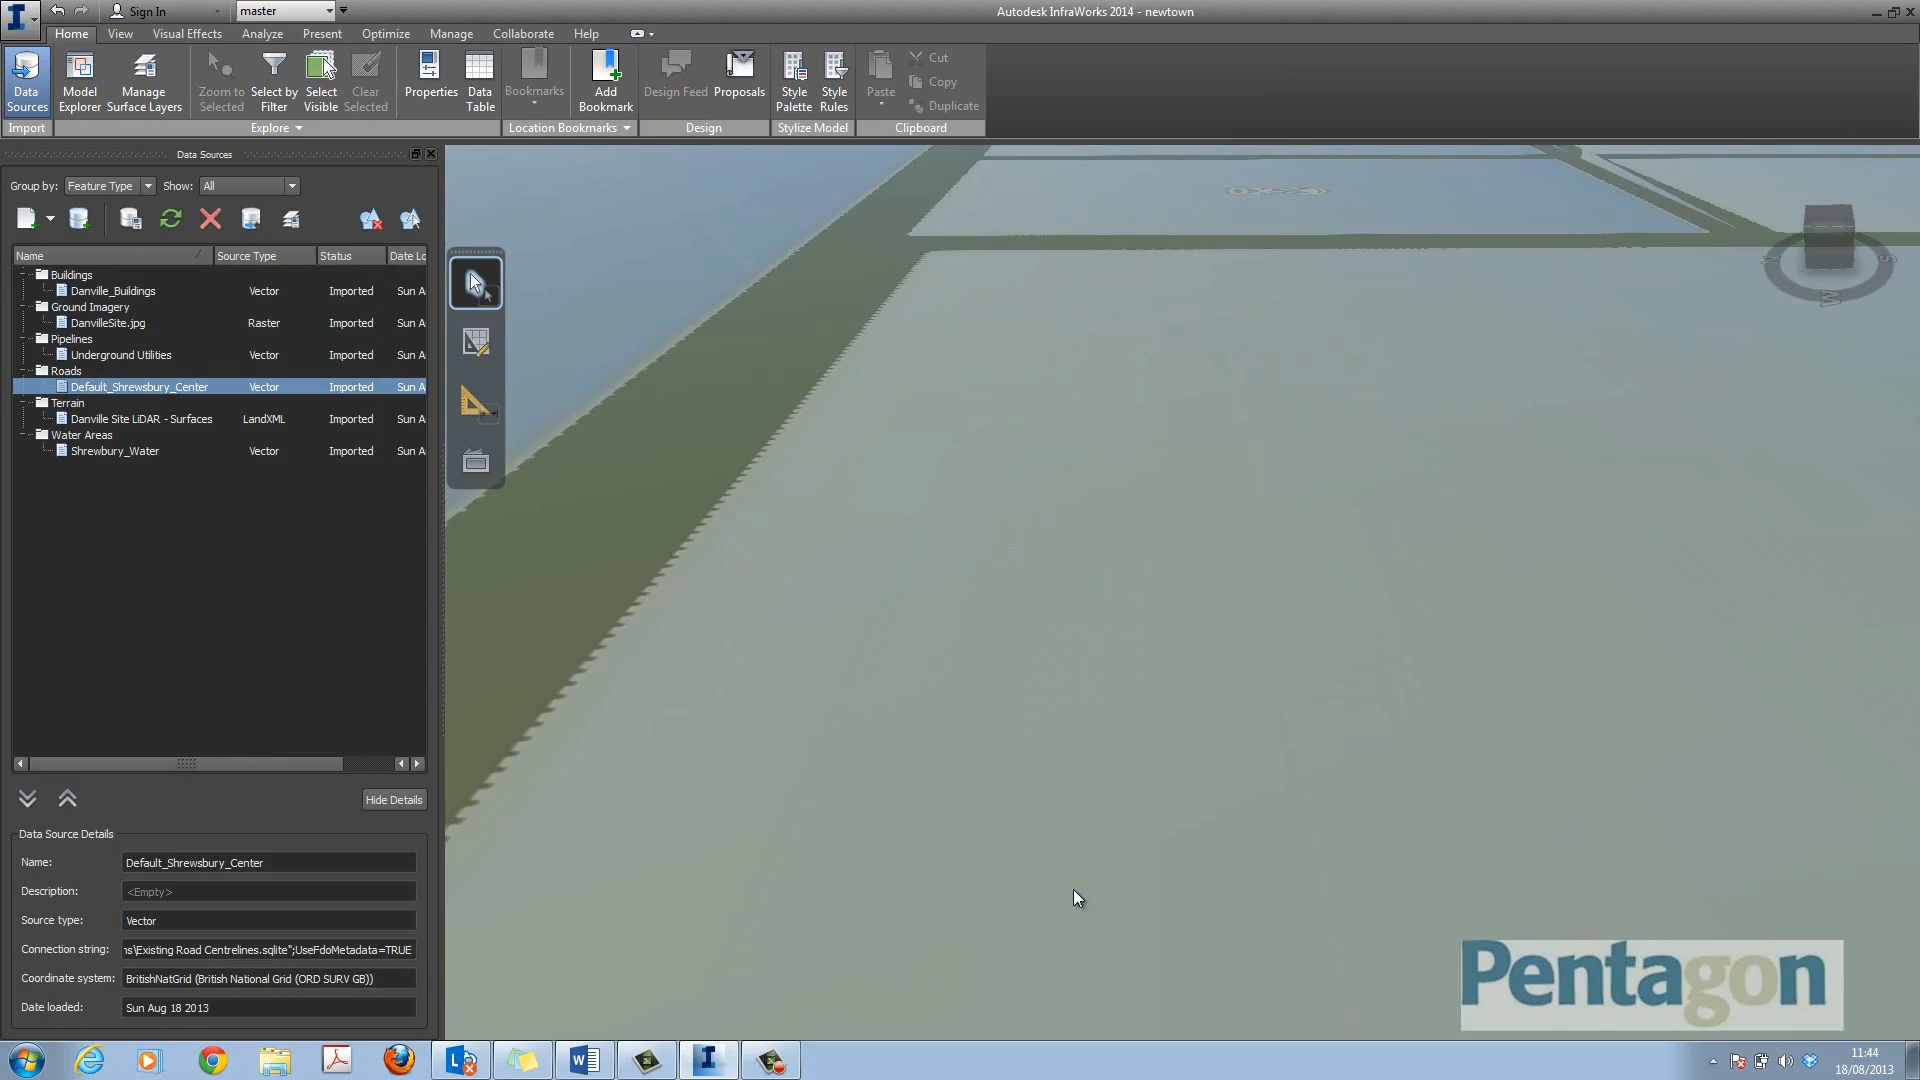 Sign In
master
Autodesk InfraWorks 2014 - newtown
Home View Visual Effects Analyze Present Optimize Manage Collaborate Help
Data Sources
Model Explorer
Manage Surface Layers
Zoom to Selected
Select by Filter
Select Visible
Clear Selected
Properties
Data Table
Bookmarks
Add Bookmark
Design Feed
Proposals
Style Palette
Style Rules
Paste
Cut
Copy
Duplicate
Import
Explore
Location Bookmarks
Design
Stylize Model
Clipboard
Data Sources
Group by: Feature Type Show: All
Name Source Type Status Date Lo
Buildings
Danville_Buildings Vector Imported Sun A
Ground Imagery
DanvilleSite.jpg Raster Imported Sun A
Pipelines
Underground Utilities Vector Imported Sun A
Roads
Default_Shrewsbury_Center Vector Imported Sun A
Terrain
Danville Site LiDAR - Surfaces LandXML Imported Sun A
Water Areas
Shrewbury_Water Vector Imported Sun A
Hide Details
Data Source Details
Name: Default_Shrewsbury_Center
Description: <Empty>
Source type: Vector
Connection string: ns\Existing Road Centrelines.sqlite";UseFdoMetadata=TRUE
Coordinate system: BritishNatGrid (British National Grid (ORD SURV GB))
Date loaded: Sun Aug 18 2013
S
W
Pentagon
11:44
18/08/2013